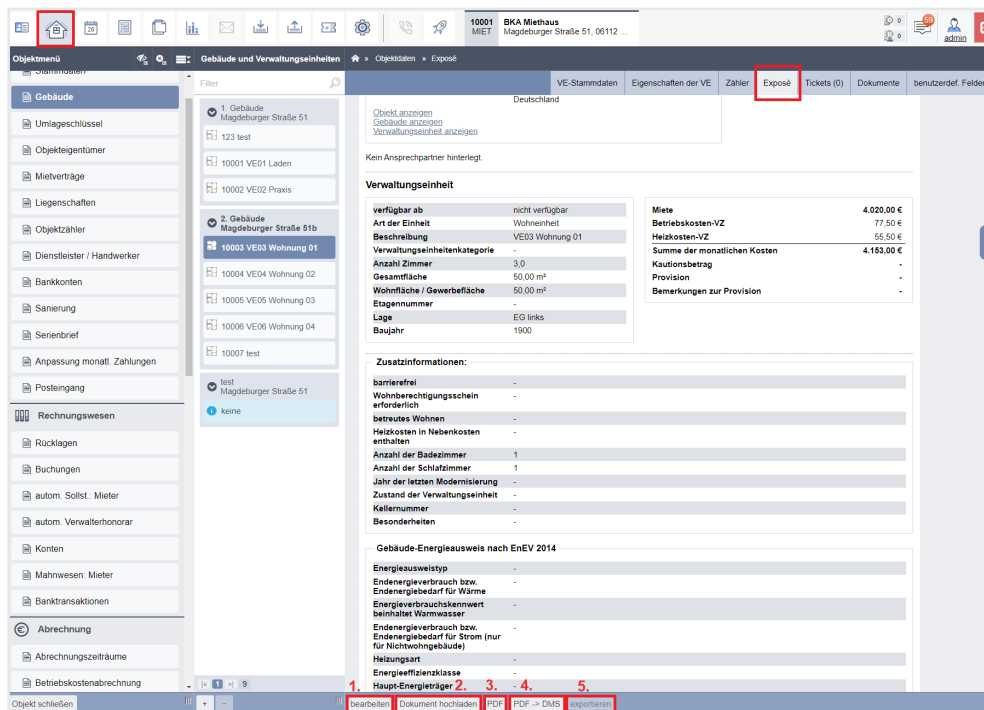 28
10001
MIET
BKA Miethaus
Magdeburger Straße 51, 06112 ...
0
0
59
admin
Objektmenü
Gebäude und Verwaltungseinheiten
» Objektdaten » Exposé
Stammdaten
Gebäude
Umlageschlüssel
Objekteigentümer
Mietverträge
Liegenschaften
Objektzähler
Dienstleister / Handwerker
Bankkonten
Sanierung
Serienbrief
Anpassung monatl. Zahlungen
Posteingang
Rechnungswesen
Rücklagen
Buchungen
autom. Sollst.: Mieter
autom. Verwalterhonorar
Konten
Mahnwesen: Mieter
Banktransaktionen
Abrechnung
Abrechnungszeiträume
Betriebskostenabrechnung
Objekt schließen
Filter
1. Gebäude
Magdeburger Straße 51
123 test
10001 VE01 Laden
10002 VE02 Praxis
2. Gebäude
Magdeburger Straße 51b
10003 VE03 Wohnung 01
10004 VE04 Wohnung 02
10005 VE05 Wohnung 03
10006 VE06 Wohnung 04
10007 test
test
Magdeburger Straße 51
keine
|« 1 »| 9
+ −
VE-Stammdaten Eigenschaften der VE Zähler Exposé Tickets (0) Dokumente benutzerdef. Felder
Deutschland
Objekt anzeigen
Gebäude anzeigen
Verwaltungseinheit anzeigen
Kein Ansprechpartner hinterlegt.
Verwaltungseinheit
verfügbar ab nicht verfügbar
Art der Einheit Wohneinheit
Beschreibung VE03 Wohnung 01
Verwaltungseinheitenkategorie -
Anzahl Zimmer 3,0
Gesamtfläche 50,00 m²
Wohnfläche / Gewerbefläche 50,00 m²
Etagennummer -
Lage EG links
Baujahr 1900
Miete 4.020,00 €
Betriebskosten-VZ 77,50 €
Heizkosten-VZ 55,50 €
Summe der monatlichen Kosten 4.153,00 €
Kautionsbetrag -
Provision -
Bemerkungen zur Provision -
Zusatzinformationen:
barrierefrei -
Wohnberechtigungsschein
erforderlich -
betreutes Wohnen -
Heizkosten in Nebenkosten
enthalten -
Anzahl der Badezimmer 1
Anzahl der Schlafzimmer 1
Jahr der letzten Modernisierung -
Zustand der Verwaltungseinheit -
Kellernummer -
Besonderheiten -
Gebäude-Energieausweis nach EnEV 2014
Energieausweistyp -
Endenergieverbrauch bzw.
Endenergiebedarf für Wärme -
Energieverbrauchskennwert
beinhaltet Warmwasser -
Endenergieverbrauch bzw.
Endenergiebedarf für Strom (nur
für Nichtwohngebäude) -
Heizungsart -
Energieeffizienzklasse -
Haupt-Energieträger -
1. 2. 3. 4. 5.
bearbeiten Dokument hochladen PDF PDF -> DMS exportieren